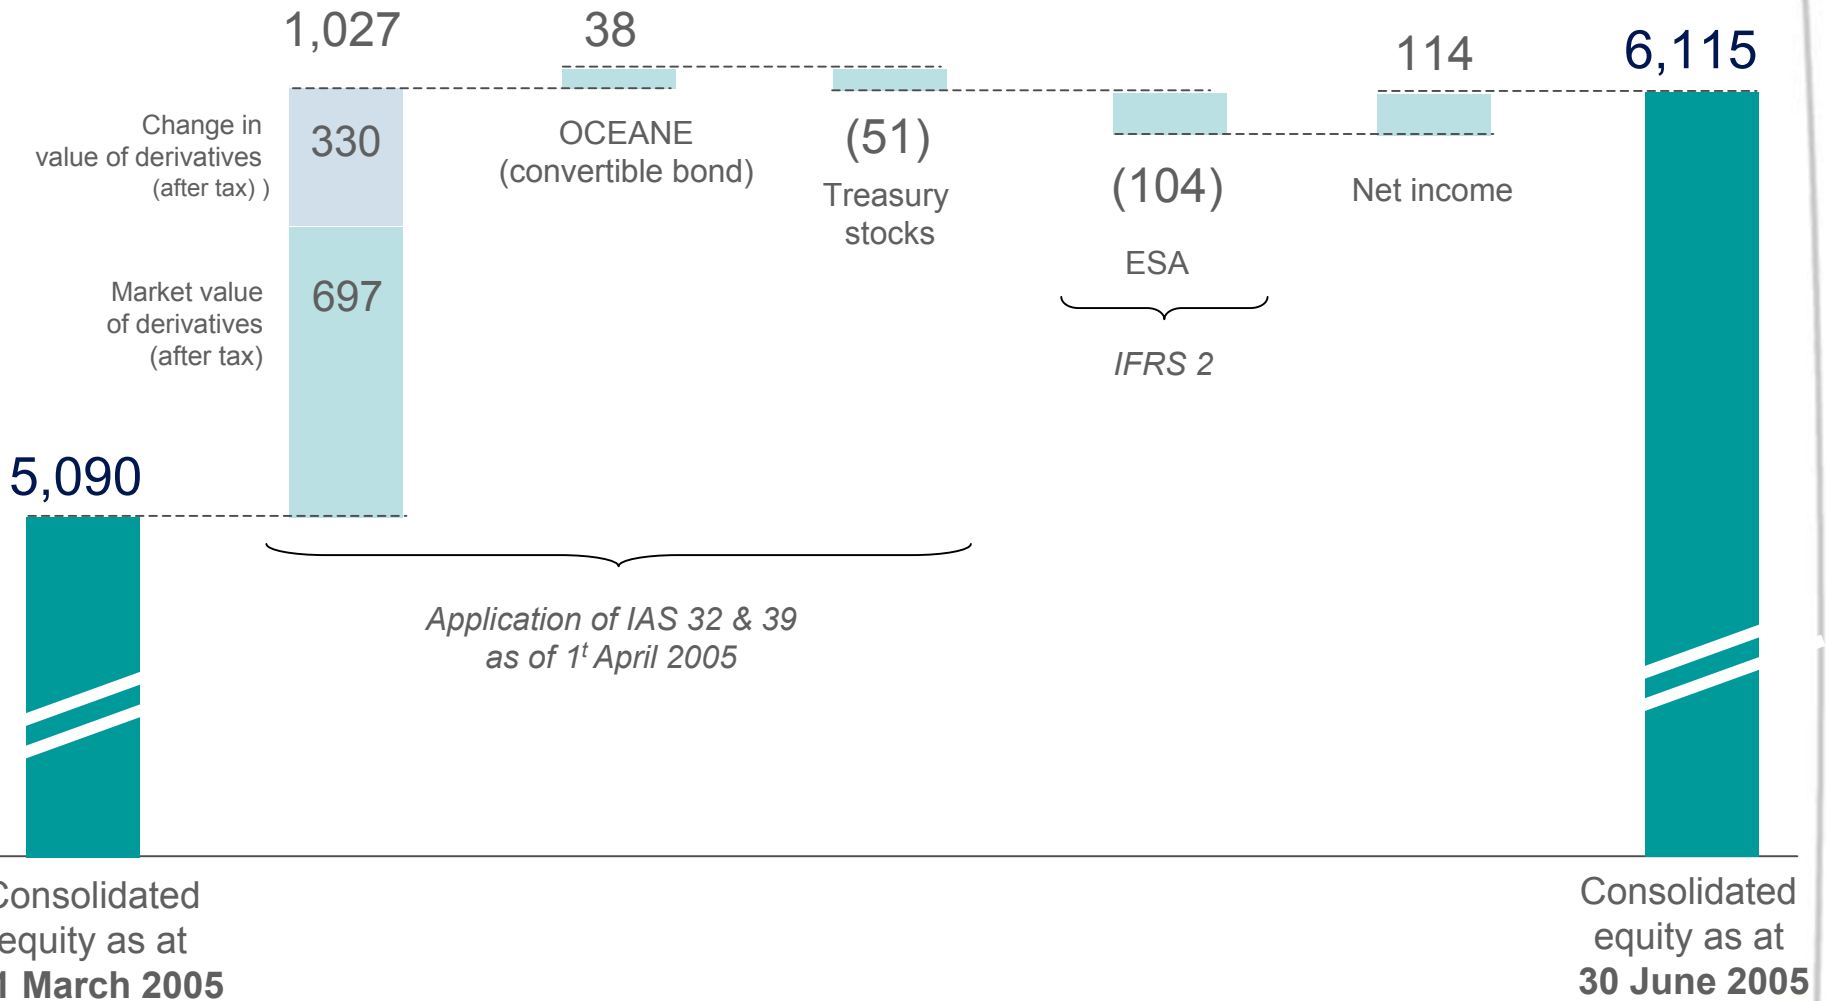 1,027
38
114
6,115
Change in
value of derivatives
(after tax) )
330
OCEANE
(convertible bond)
(51)
Treasury
stocks
(104)
ESA
IFRS 2
Net income
Market value
of derivatives
(after tax)
697
5,090
Application of IAS 32 & 39
as of 1t April 2005
Consolidated
equity as at
1 March 2005
Consolidated
equity as at
30 June 2005